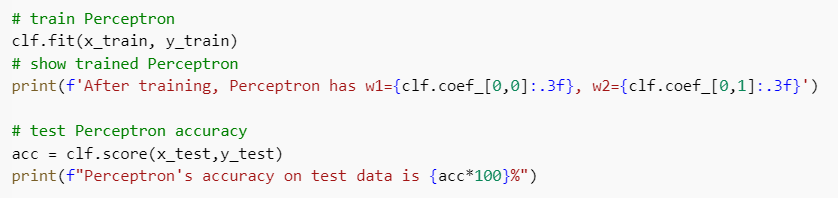 # train Perceptron
clf.fit(x_train, y_train)
# show trained Perceptron
print(f'After training, Perceptron has w1={clf.coef_[0,0]:.3f}, w2={clf.coef_[0,1]:.3f}')
# test Perceptron accuracy
acc = clf.score(x_test,y_test)
print(f"Perceptron's accuracy on test data is {acc*100}%")